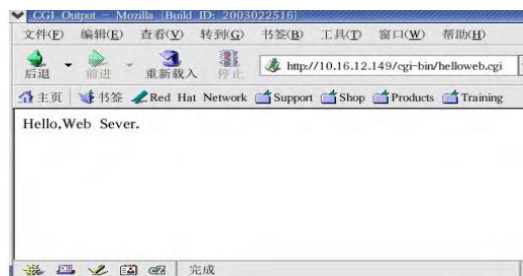 CGI Output - Mozilla {Build ID: 2003022516}
文件(F) 编辑(E) 查看(V) 转到(G) 书签(B) 工具(T) 窗口(W) 帮助(H)
后退 前进 重新载入 停止 http://10.16.12.149/cgi-bin/helloweb.cgi
主页 书签 Red Hat Network Support Shop Products Training
Hello,Web Sever.
完成